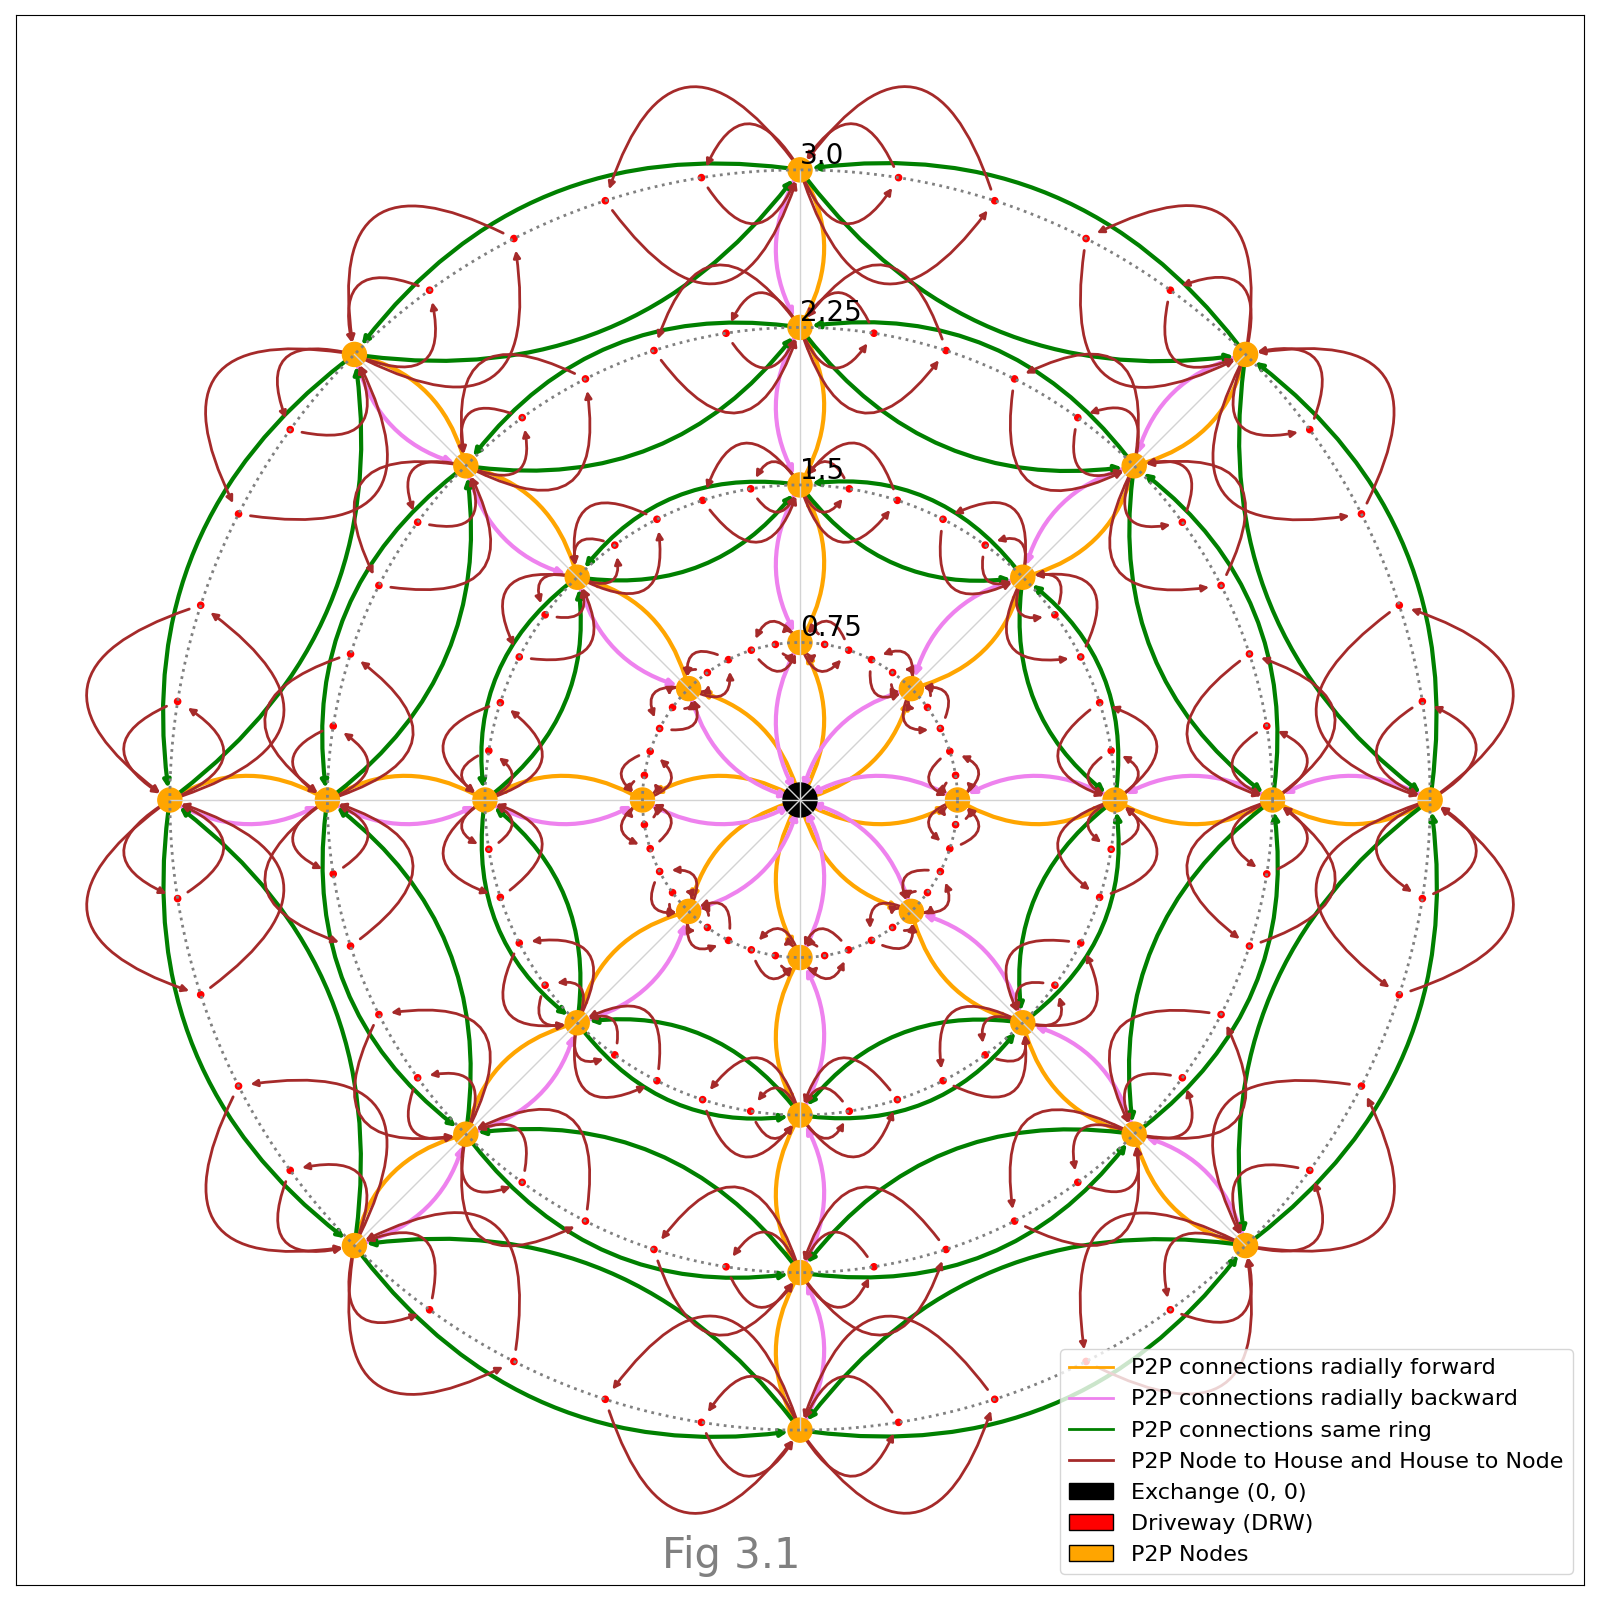 3.0
2.25
1.5
0.75
P2P connections radially forward
P2P connections radially backward
P2P connections same ring
P2P Node to House and House to Node
Exchange (0, 0)
Driveway (DRW)
P2P Nodes
Fig 3.1